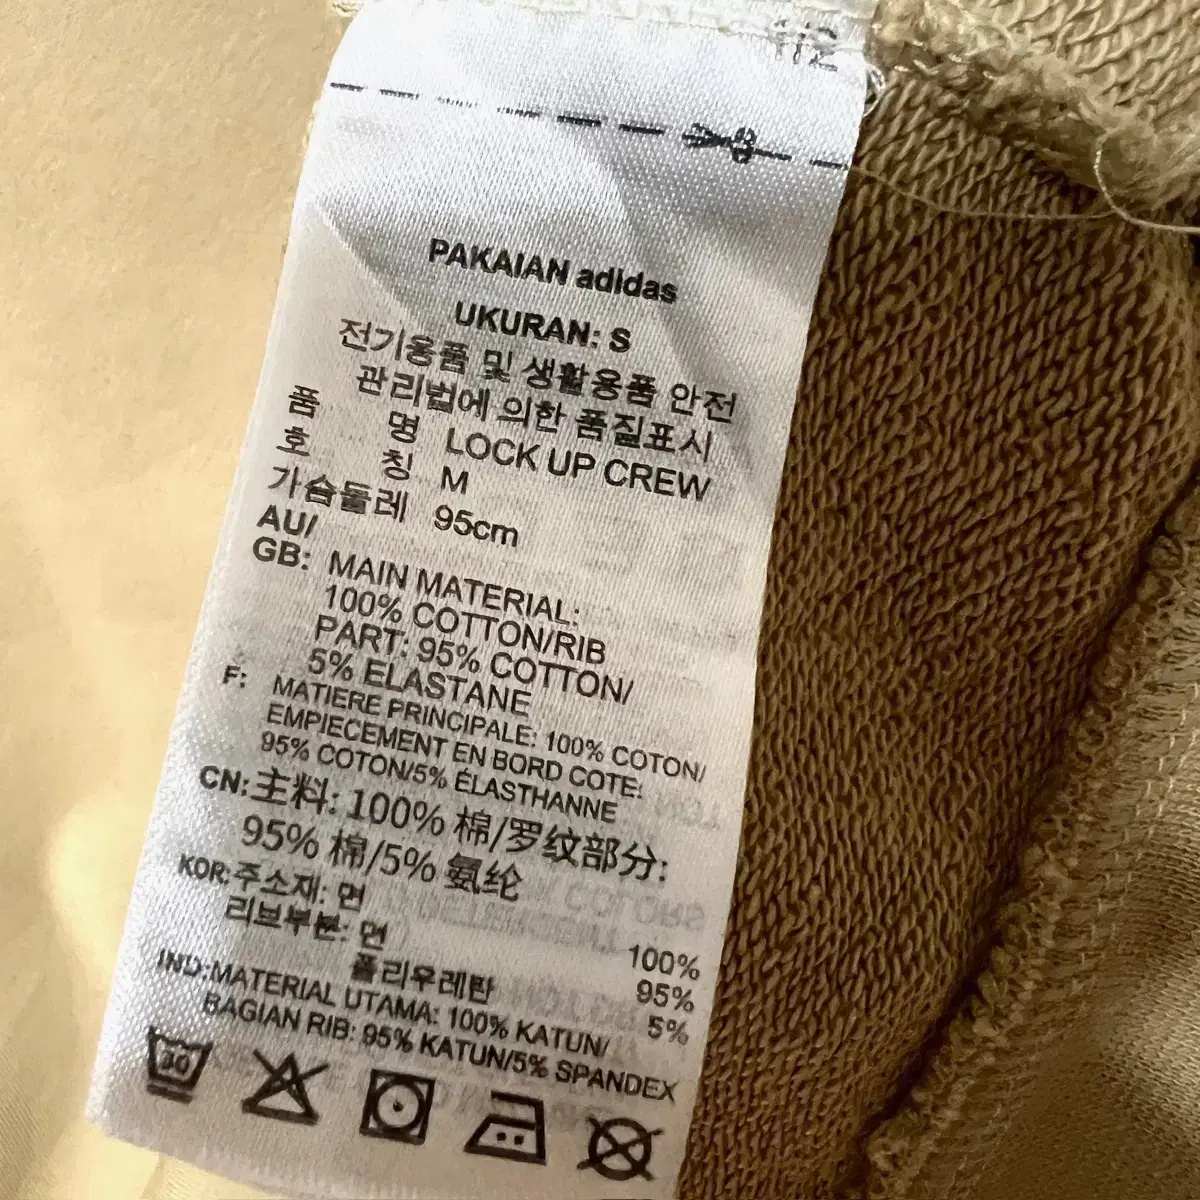 PAKAIAN adidas
UKURAN: S
전기용품 및 생활용품 안전
관리법에 의한 품질표시
품 명 LOCK UP CREW
호 칭 M
가슴둘레 95cm
AU/
GB: MAIN MATERIAL:
100% COTTON/RIB
PART: 95% COTTON/
5% ELASTANE
F: MATIERE PRINCIPALE: 100% COTON/
EMPIECEMENT EN BORD COTE:
95% COTON/5% ÉLASTHANNE
CN: 主料: 100% 棉/罗纹部分:
95% 棉/5% 氨纶
KOR: 주소재: 면 100%
리브부분: 면 95%
폴리우레탄 5%
IND: MATERIAL UTAMA: 100% KATUN/
BAGIAN RIB: 95% KATUN/5% SPANDEX
30